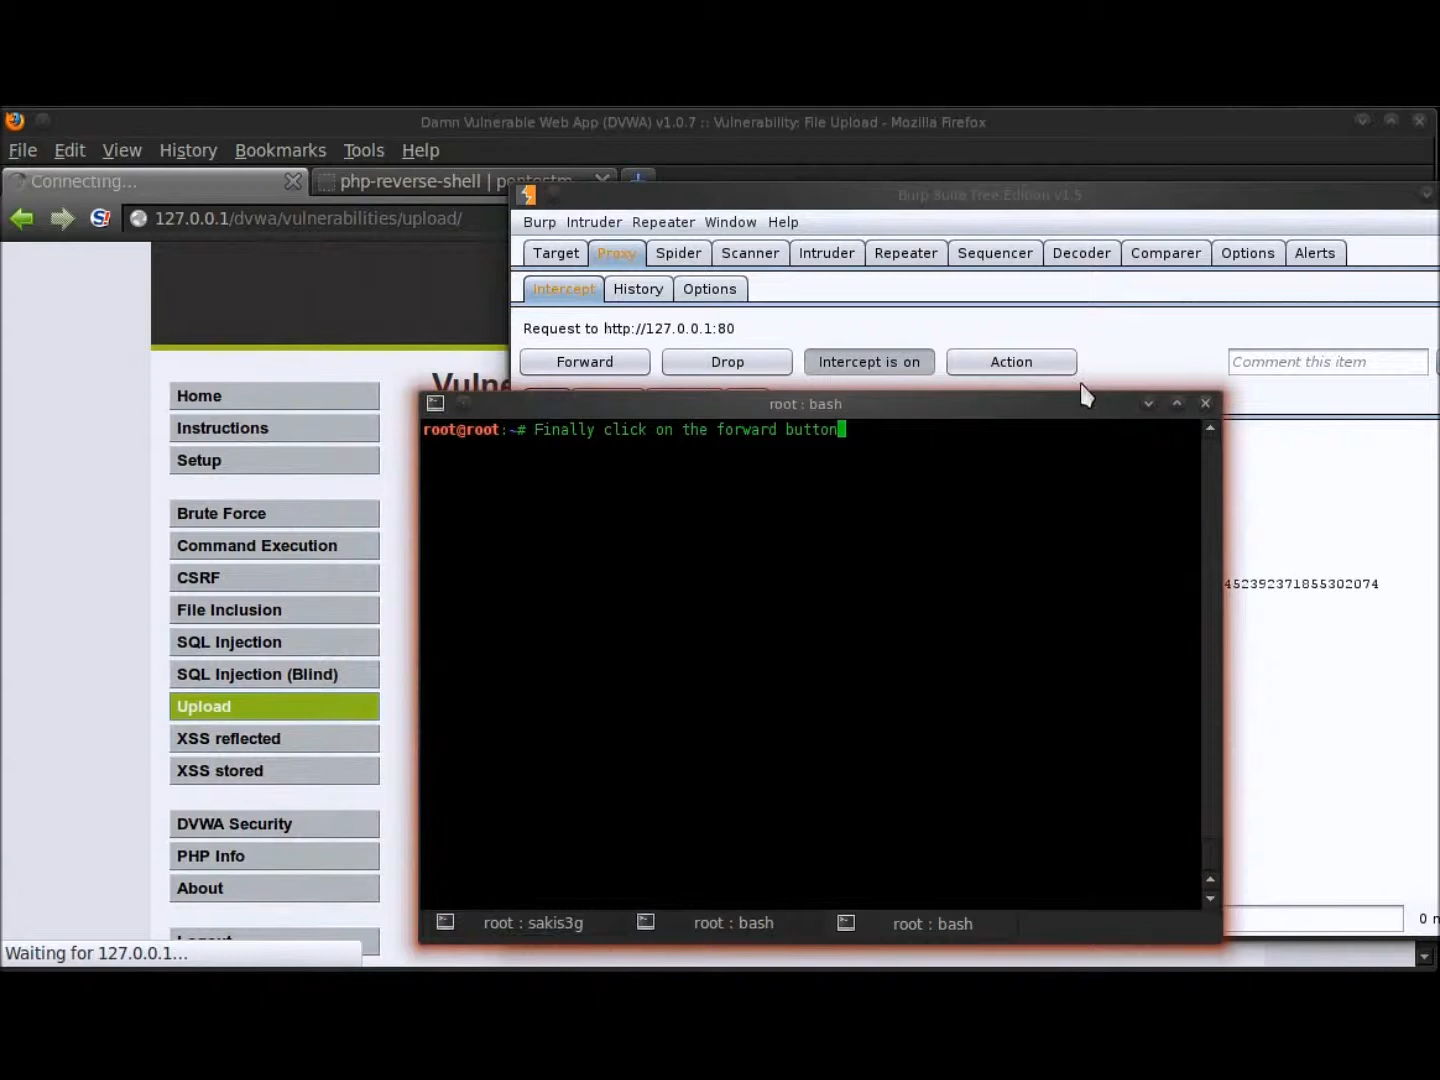 Damn Vulnerable Web App (DVWA) v1.0.7 :: Vulnerability: File Upload - Mozilla Firefox
File Edit View History Bookmarks Tools Help
Connecting...
php-reverse-shell | pentestm
127.0.0.1/dvwa/vulnerabilities/upload/
Burp Suite Free Edition v1.5
Burp Intruder Repeater Window Help
Target Proxy Spider Scanner Intruder Repeater Sequencer Decoder Comparer Options Alerts
Intercept History Options
Request to http://127.0.0.1:80
Forward Drop Intercept is on Action Comment this item
Vulne
root : bash
root@root:~# Finally click on the forward button
Home
Instructions
Setup
Brute Force
Command Execution
CSRF
File Inclusion
SQL Injection
SQL Injection (Blind)
Upload
XSS reflected
XSS stored
DVWA Security
PHP Info
About
Logout
452392371855302074
0 m
root : sakis3g
root : bash
root : bash
Waiting for 127.0.0.1...